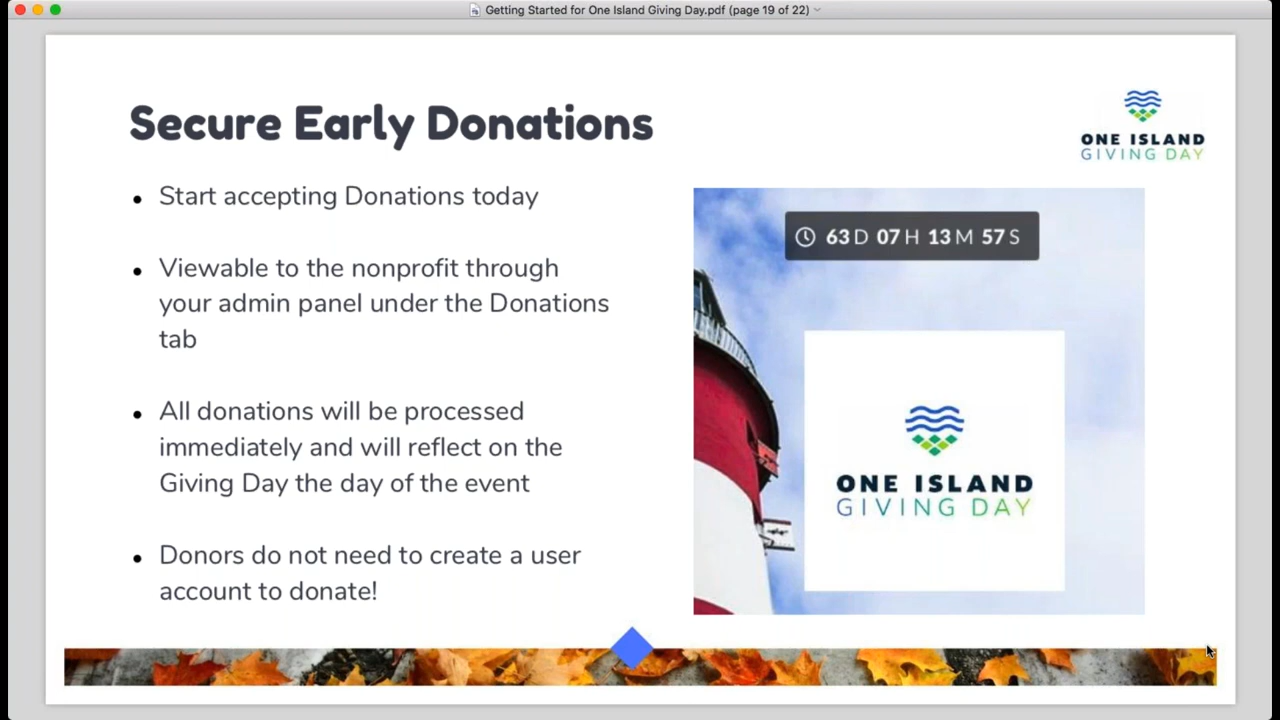 Getting Started for One Island Giving Day.pdf (page 19 of 22)
Secure Early Donations
ONE ISLAND
GIVING DAY
• Start accepting Donations today
• Viewable to the nonprofit through
your admin panel under the Donations
tab
• All donations will be processed
immediately and will reflect on the
Giving Day the day of the event
• Donors do not need to create a user
account to donate!
63 D 07 H 13 M 57 S
ONE ISLAND
GIVING DAY